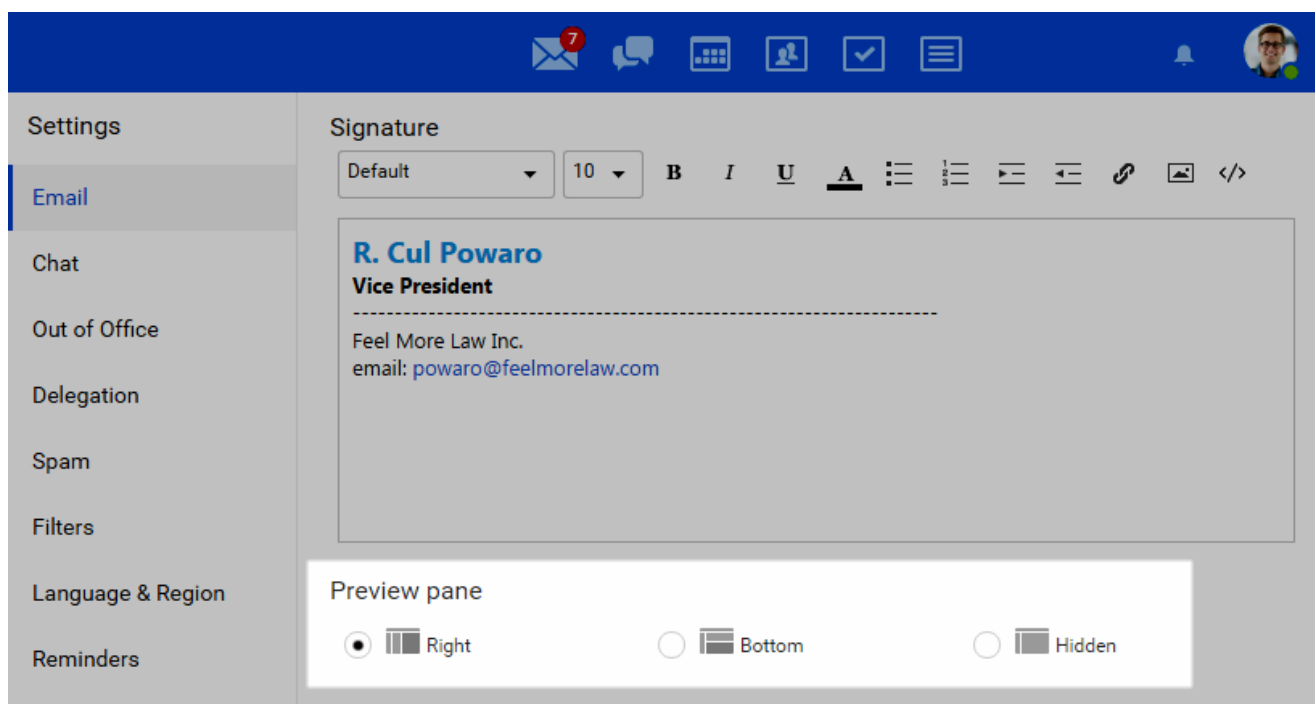 7
Settings
Email
Chat
Out of Office
Delegation
Spam
Filters
Language & Region
Reminders
Signature
Default 10 B I U A </>
R. Cul Powaro
Vice President
----------------------------------------------------------------------
Feel More Law Inc.
email: powaro@feelmorelaw.com
Preview pane
Right Bottom Hidden